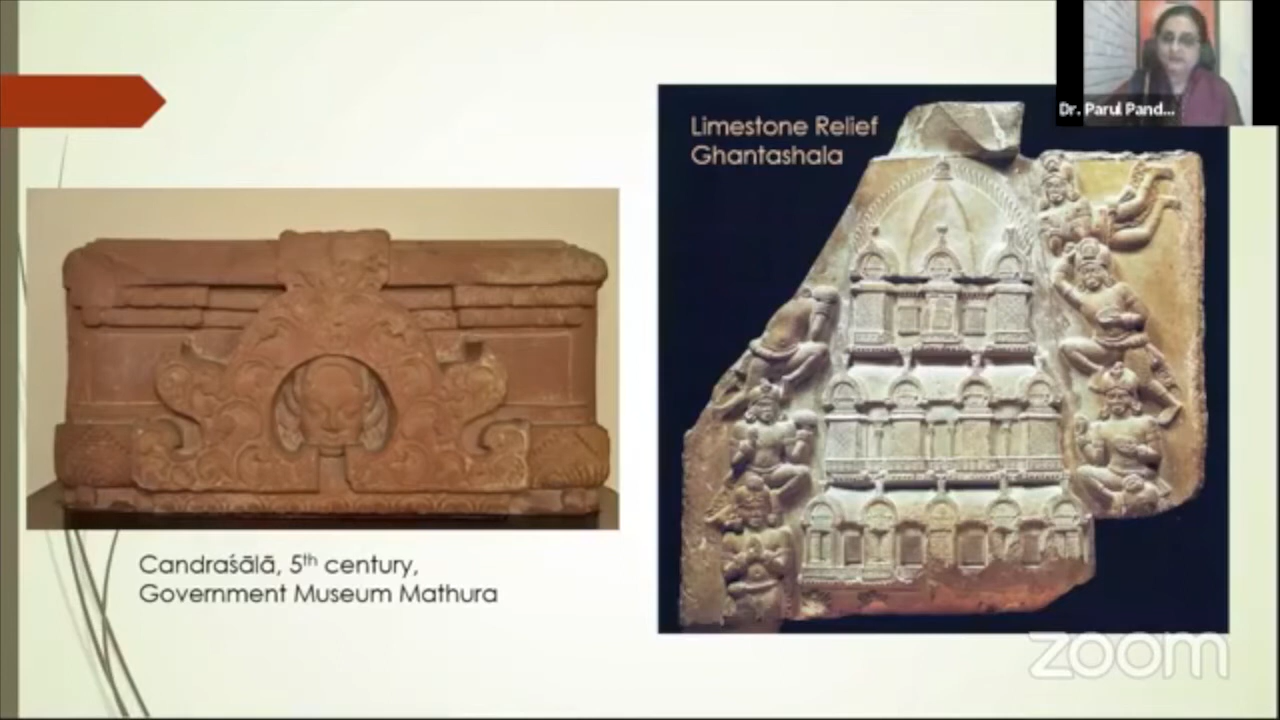 Dr. Parul Pand...
Limestone Relief
Ghantashala
Candraśālā, 5th century,
Government Museum Mathura
zoom